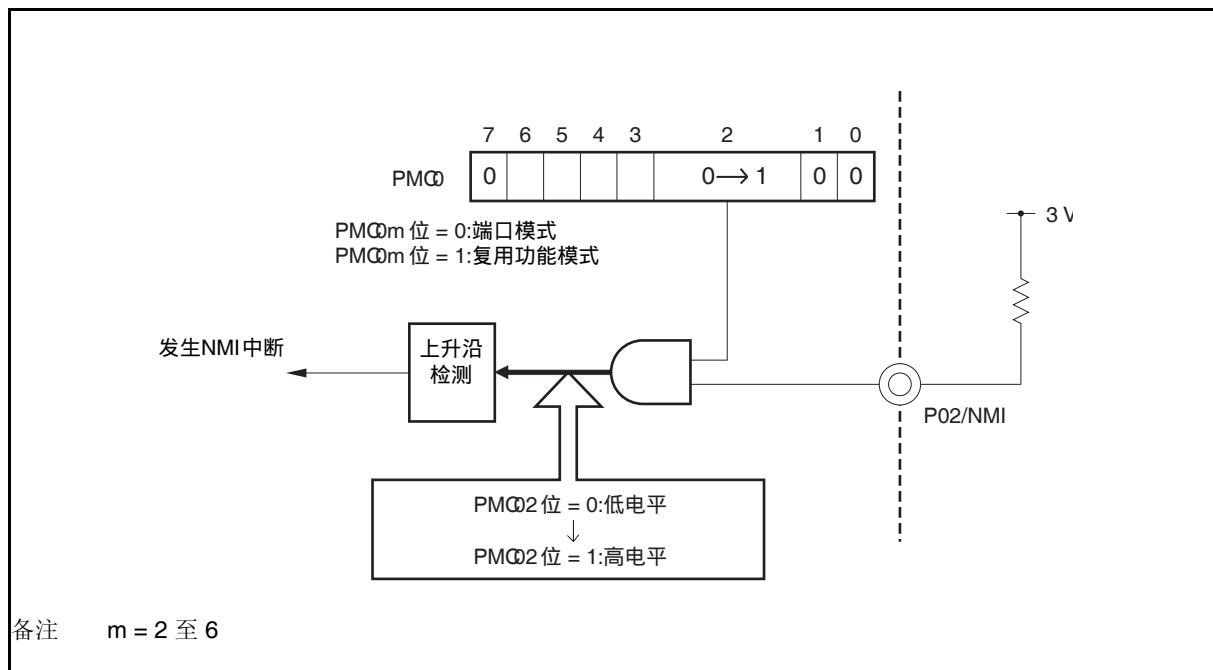 7 6 5 4 3 2 1 0
PMC0 0 0→1 0 0
PMC0m 位 = 0:端口模式
PMC0m 位 = 1:复用功能模式
3 V
发生NMI中断
上升沿
检测
P02/NMI
PMC02 位 = 0:低电平
↓
PMC02 位 = 1:高电平
备注 m = 2 至 6